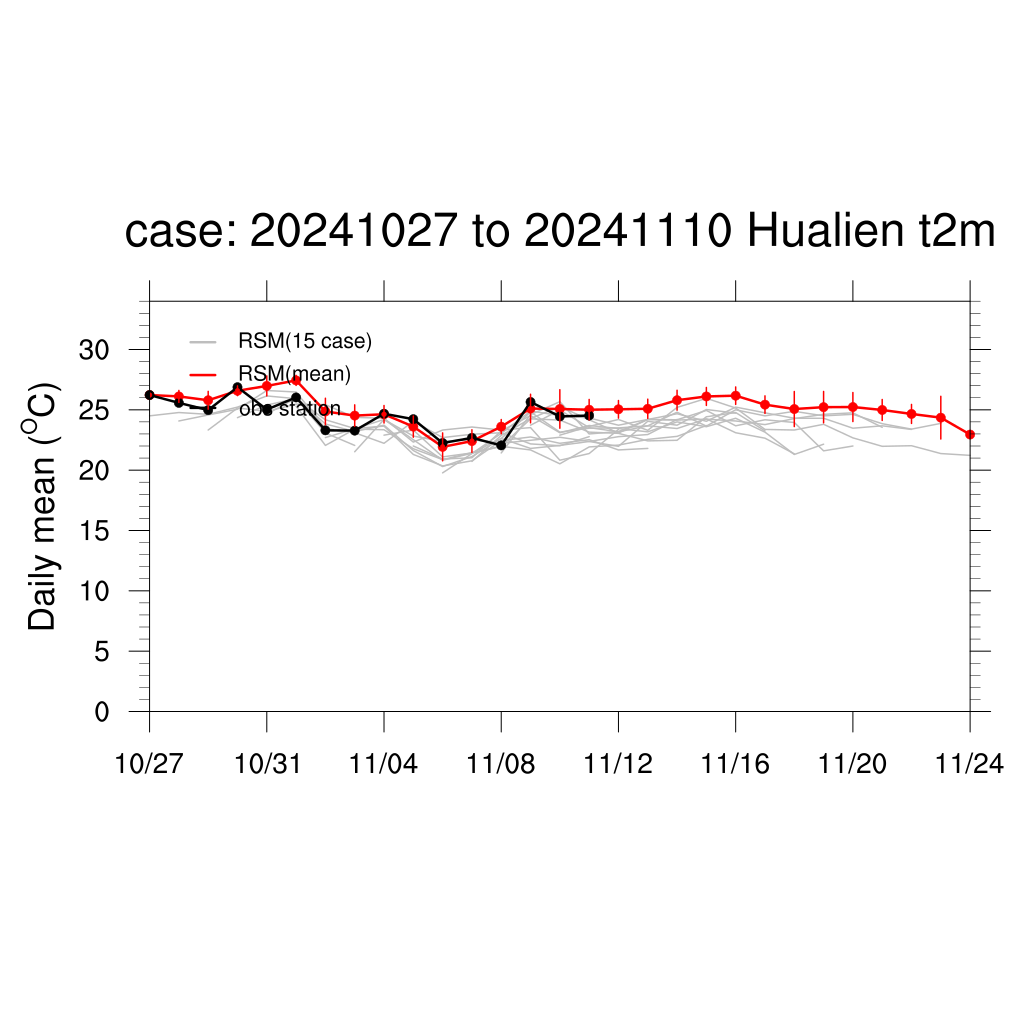 case: 20241027 to 20241110 Hualien t2m
RSM(15 case)
RSM(mean)
obs station
Daily mean (°C)
30
25
20
15
10
5
0
10/27 10/31 11/04 11/08 11/12 11/16 11/20 11/24